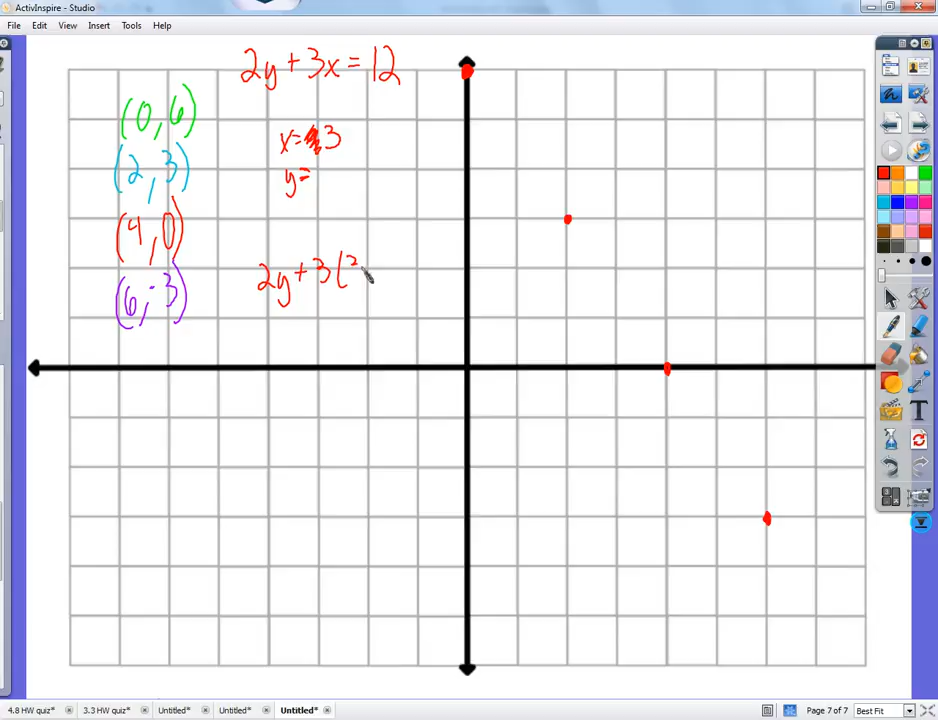 ActivInspire - Studio
File Edit View Insert Tools Help
2y + 3x = 12
(0, 6)
x = 3
(2, 3)
y =
(4, 0)
2y + 3(
(6, -3)
4.8 HW quiz* 3.3 HW quiz* Untitled* Untitled* Untitled* Page 7 of 7 Best Fit